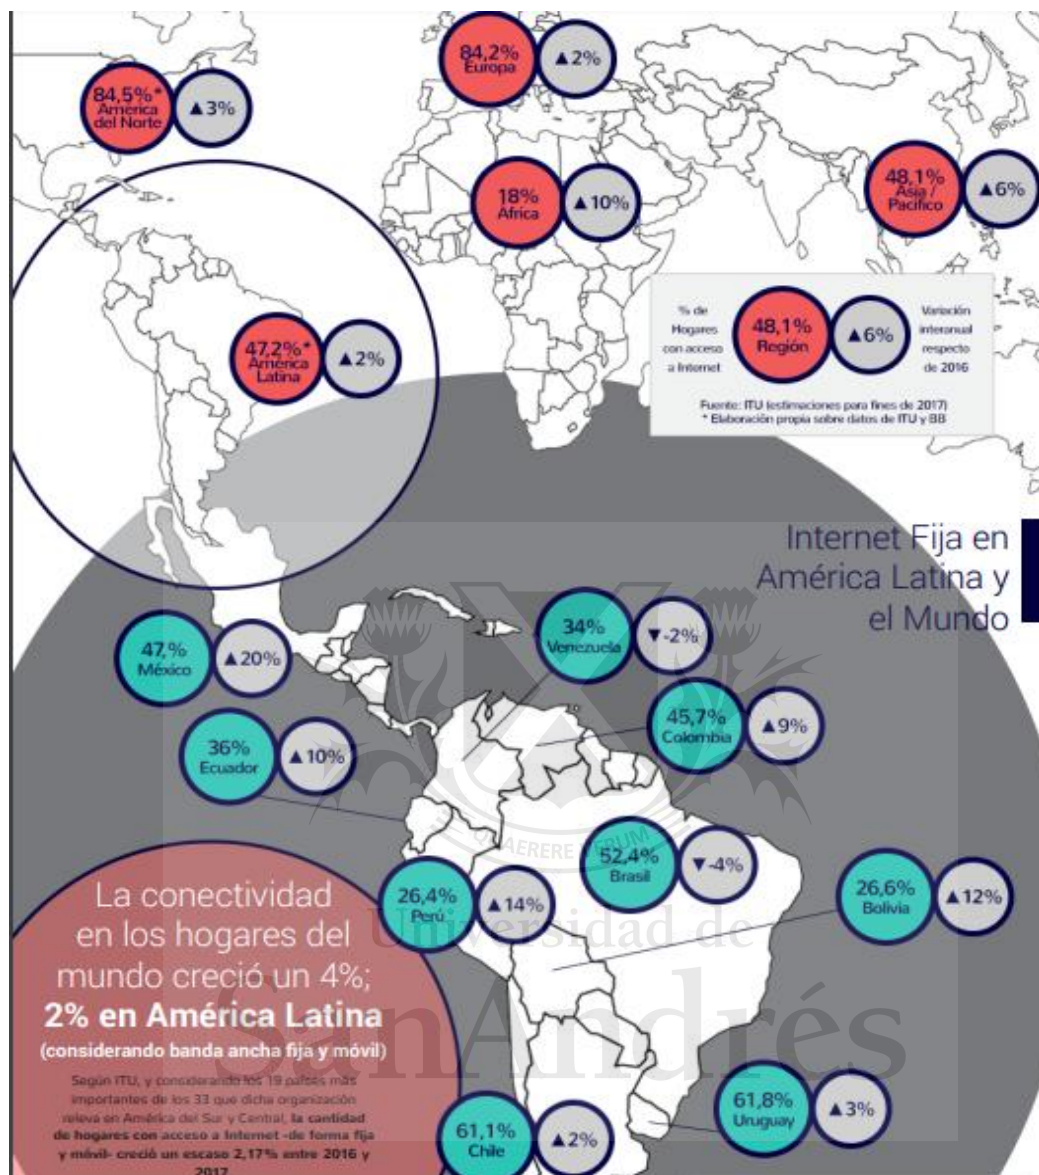 84,2%
Europa
▲2%
84,5%*
América
del Norte
▲3%
18%
Africa
▲10%
48,1%
Asia /
Pacífico
▲6%
47,2%*
América
Latina
▲2%
% de
Hogares
con acceso
a Internet
48,1%
Región
▲6%
Variación
interanual
respecto
de 2016
Fuente: ITU (estimaciones para fines de 2017)
* Elaboración propia sobre datos de ITU y BB
Internet Fija en
América Latina y
el Mundo
34%
Venezuela
▼-2%
47,%
México
▲20%
45,7%
Colombia
▲9%
36%
Ecuador
▲10%
QUAERERE VERUM
52,4%
Brasil
▼-4%
26,4%
Perú
▲14%
26,6%
Bolivia
▲12%
Universidad de
SanAndrés
La conectividad
en los hogares del
mundo creció un 4%;
2% en América Latina
(considerando banda ancha fija y móvil)
Según ITU, y considerando los 19 países más
importantes de los 33 que dicha organización
releva en América del Sur y Central, la cantidad
de hogares con acceso a Internet -de forma fija
y móvil- creció un escaso 2,17% entre 2016 y
2017
61,1%
Chile
▲2%
61,8%
Uruguay
▲3%